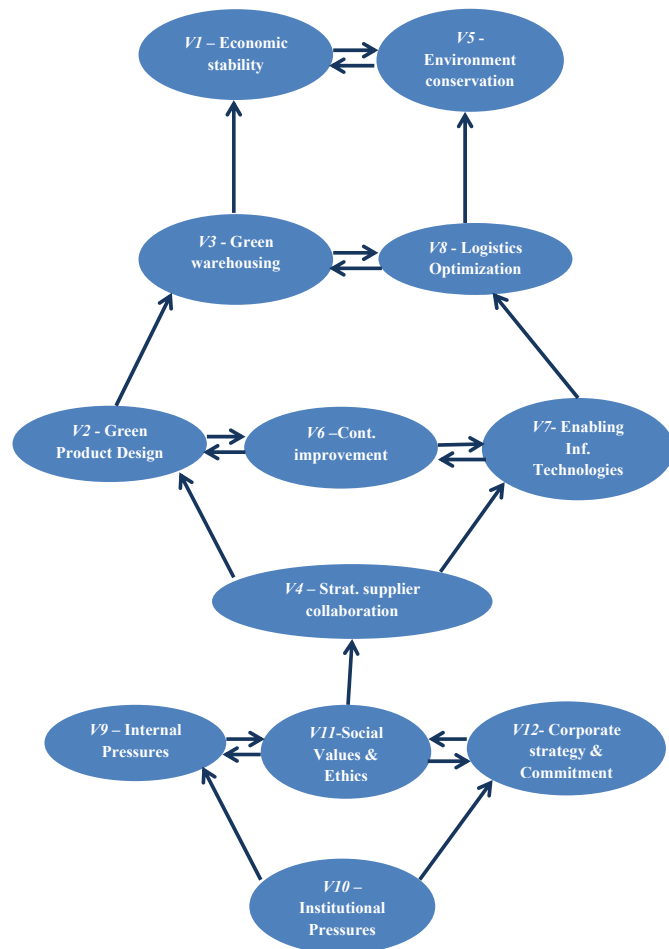 V1 – Economic
stability
V5 -
Environment
conservation
V3 - Green
warehousing
V8 - Logistics
Optimization
V2 - Green
Product Design
V6 –Cont.
improvement
V7- Enabling
Inf.
Technologies
V4 – Strat. supplier
collaboration
V9 – Internal
Pressures
V11-Social
Values &
Ethics
V12- Corporate
strategy &
Commitment
V10 –
Institutional
Pressures